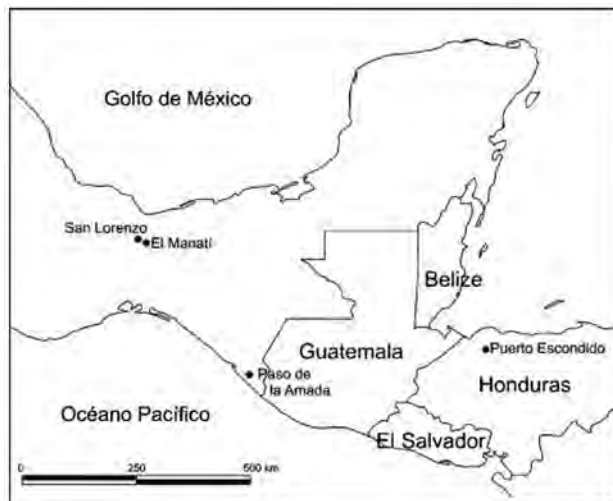 Golfo de México
San Lorenzo
El Manatí
Belize
Guatemala
Puerto Escondido
Paso de
la Amada
Honduras
Océano Pacífico
El Salvador
0 250 500 km